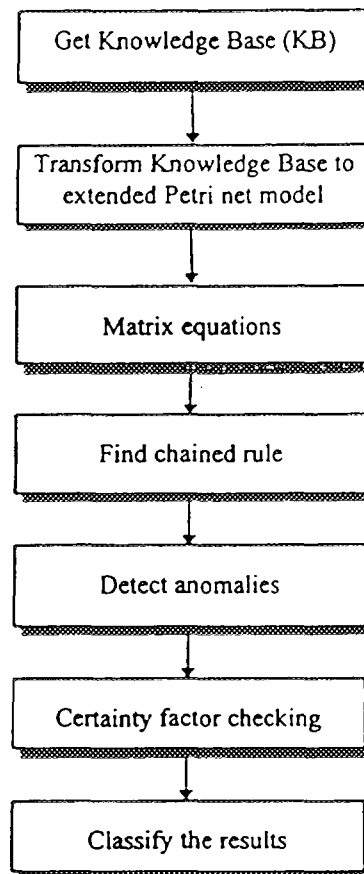 Get Knowledge Base (KB)
Transform Knowledge Base to
extended Petri net model
Matrix equations
Find chained rule
Detect anomalies
Certainty factor checking
Classify the results